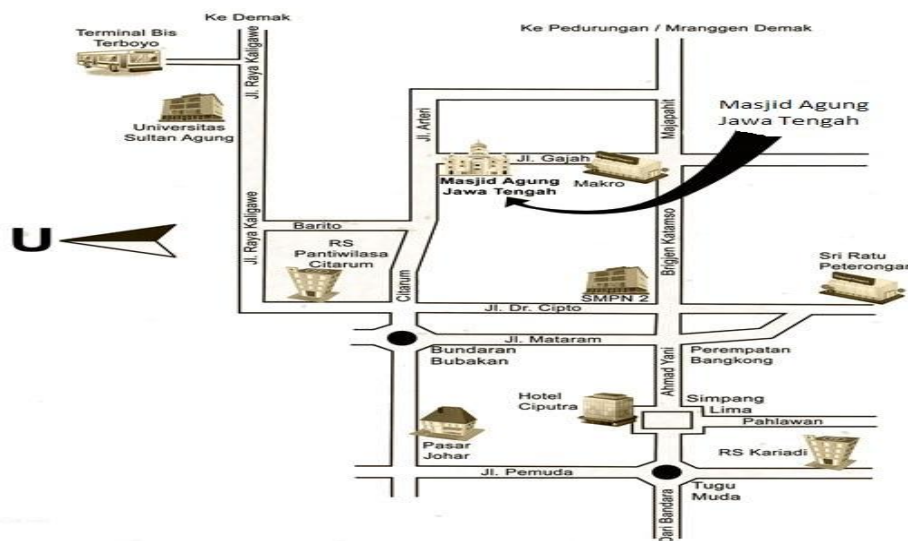 Ke Demak
Ke Pedurungan / Mranggen Demak
Terminal Bis
Terboyo
Jl. Raya Kaligawe
Universitas
Sultan Agung
Jl. Arteri
Majapahit
Masjid Agung
Jawa Tengah
Jl. Gajah
Masjid Agung
Jawa Tengah
Makro
U
Jl. Raya Kaligawe
Barito
RS
Pantiwilasa
Citarum
Citarum
Brigjen Katamso
Sri Ratu
Peterongan
SMPN 2
Jl. Dr. Cipto
Jl. Mataram
Bundaran
Bubakan
Ahmad Yani
Perempatan
Bangkong
Hotel
Ciputra
Simpang
Lima
Pahlawan
Pasar
Johar
RS Kariadi
Jl. Pemuda
Tugu
Muda
Dari Bandara